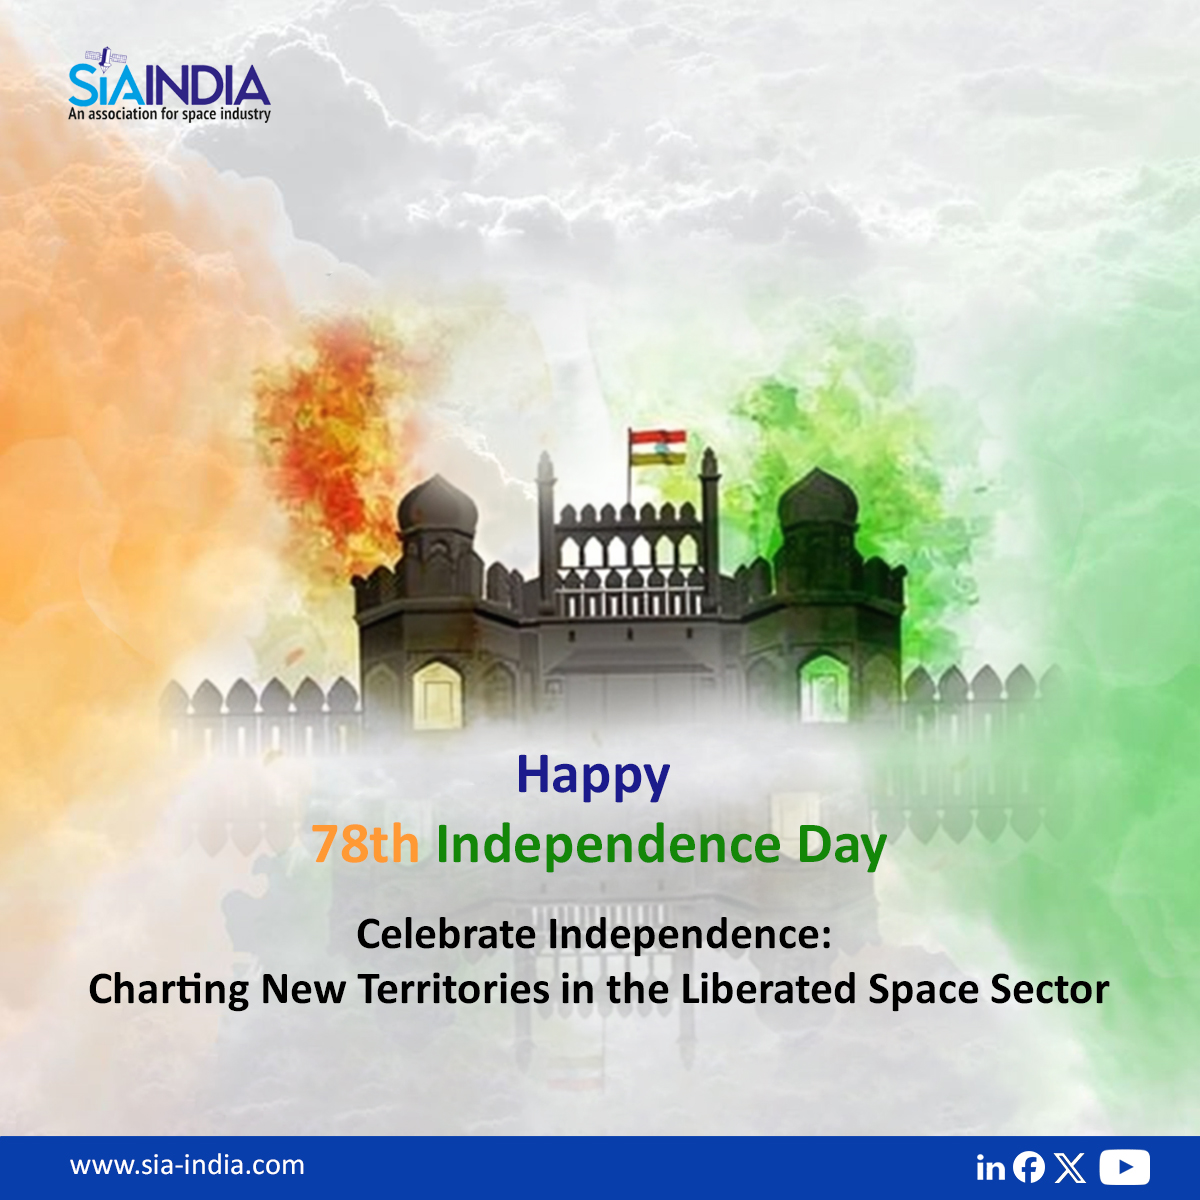 SiAINDIA
An association for space industry
Happy
78th Independence Day
Celebrate Independence:
Charting New Territories in the Liberated Space Sector
www.sia-india.com
in